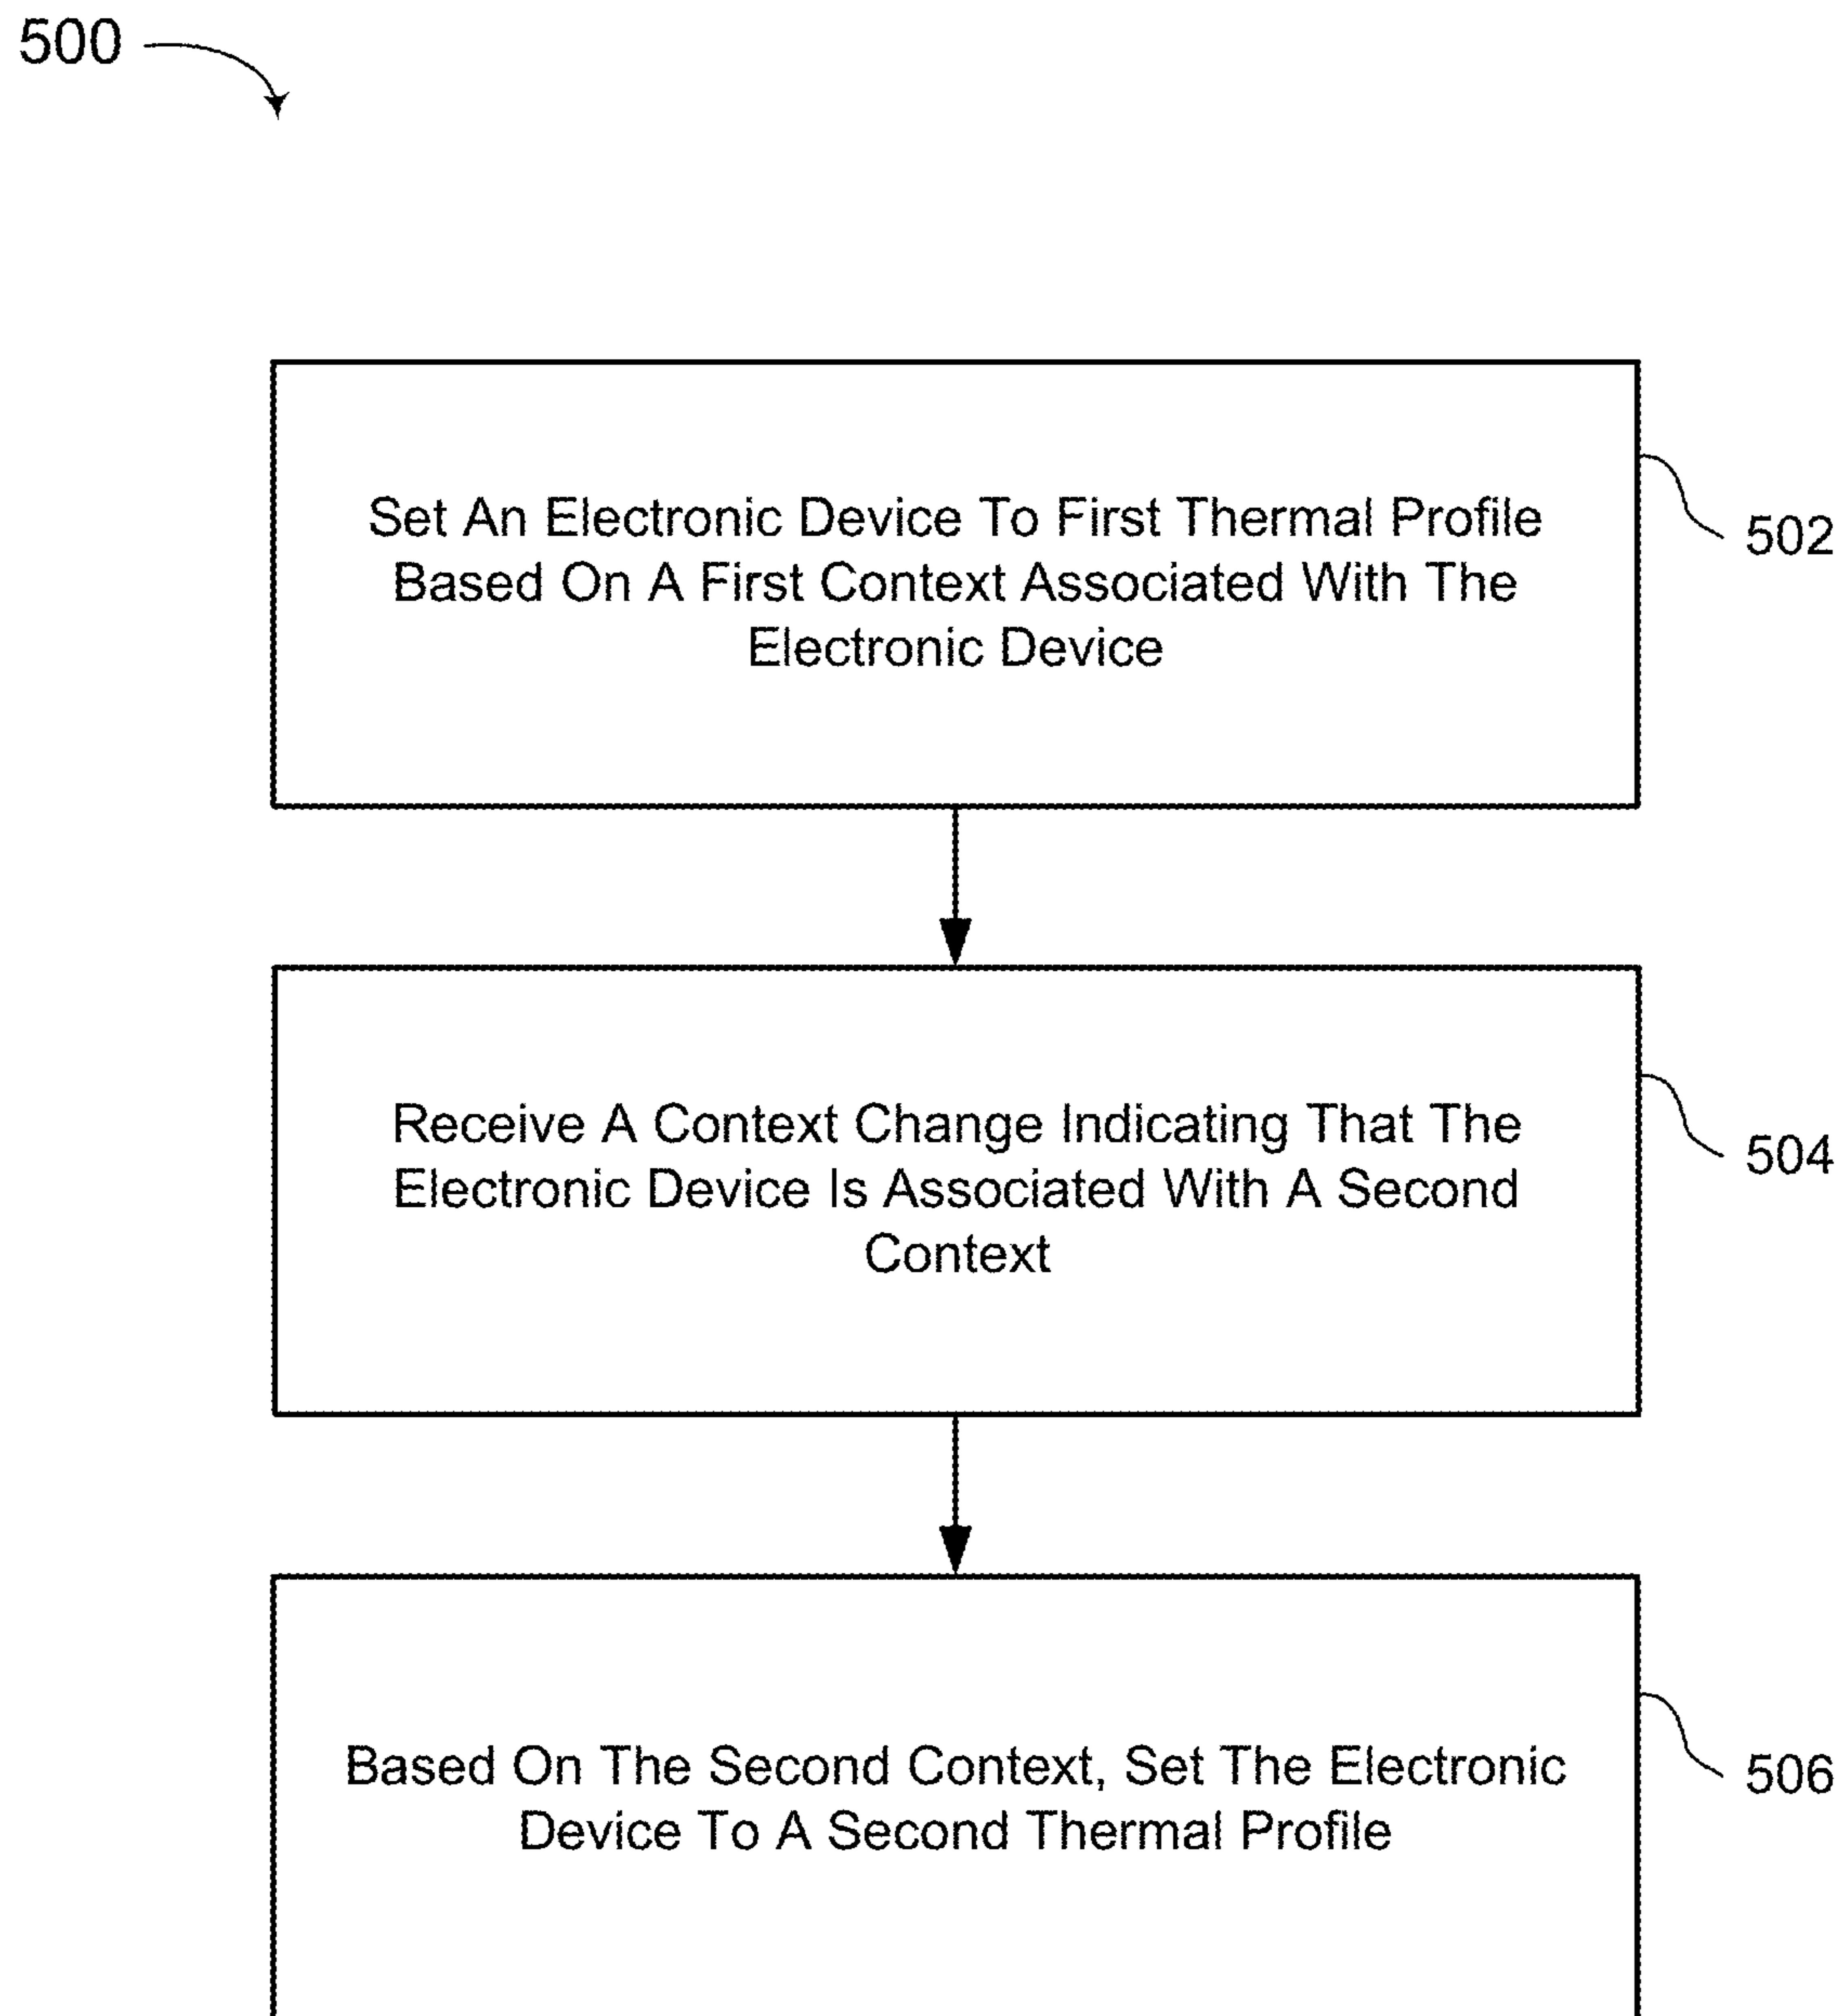 500
Set An Electronic Device To First Thermal Profile
Based On A First Context Associated With The
Electronic Device
502
Receive A Context Change Indicating That The
Electronic Device Is Associated With A Second
Context
504
Based On The Second Context, Set The Electronic
Device To A Second Thermal Profile
506